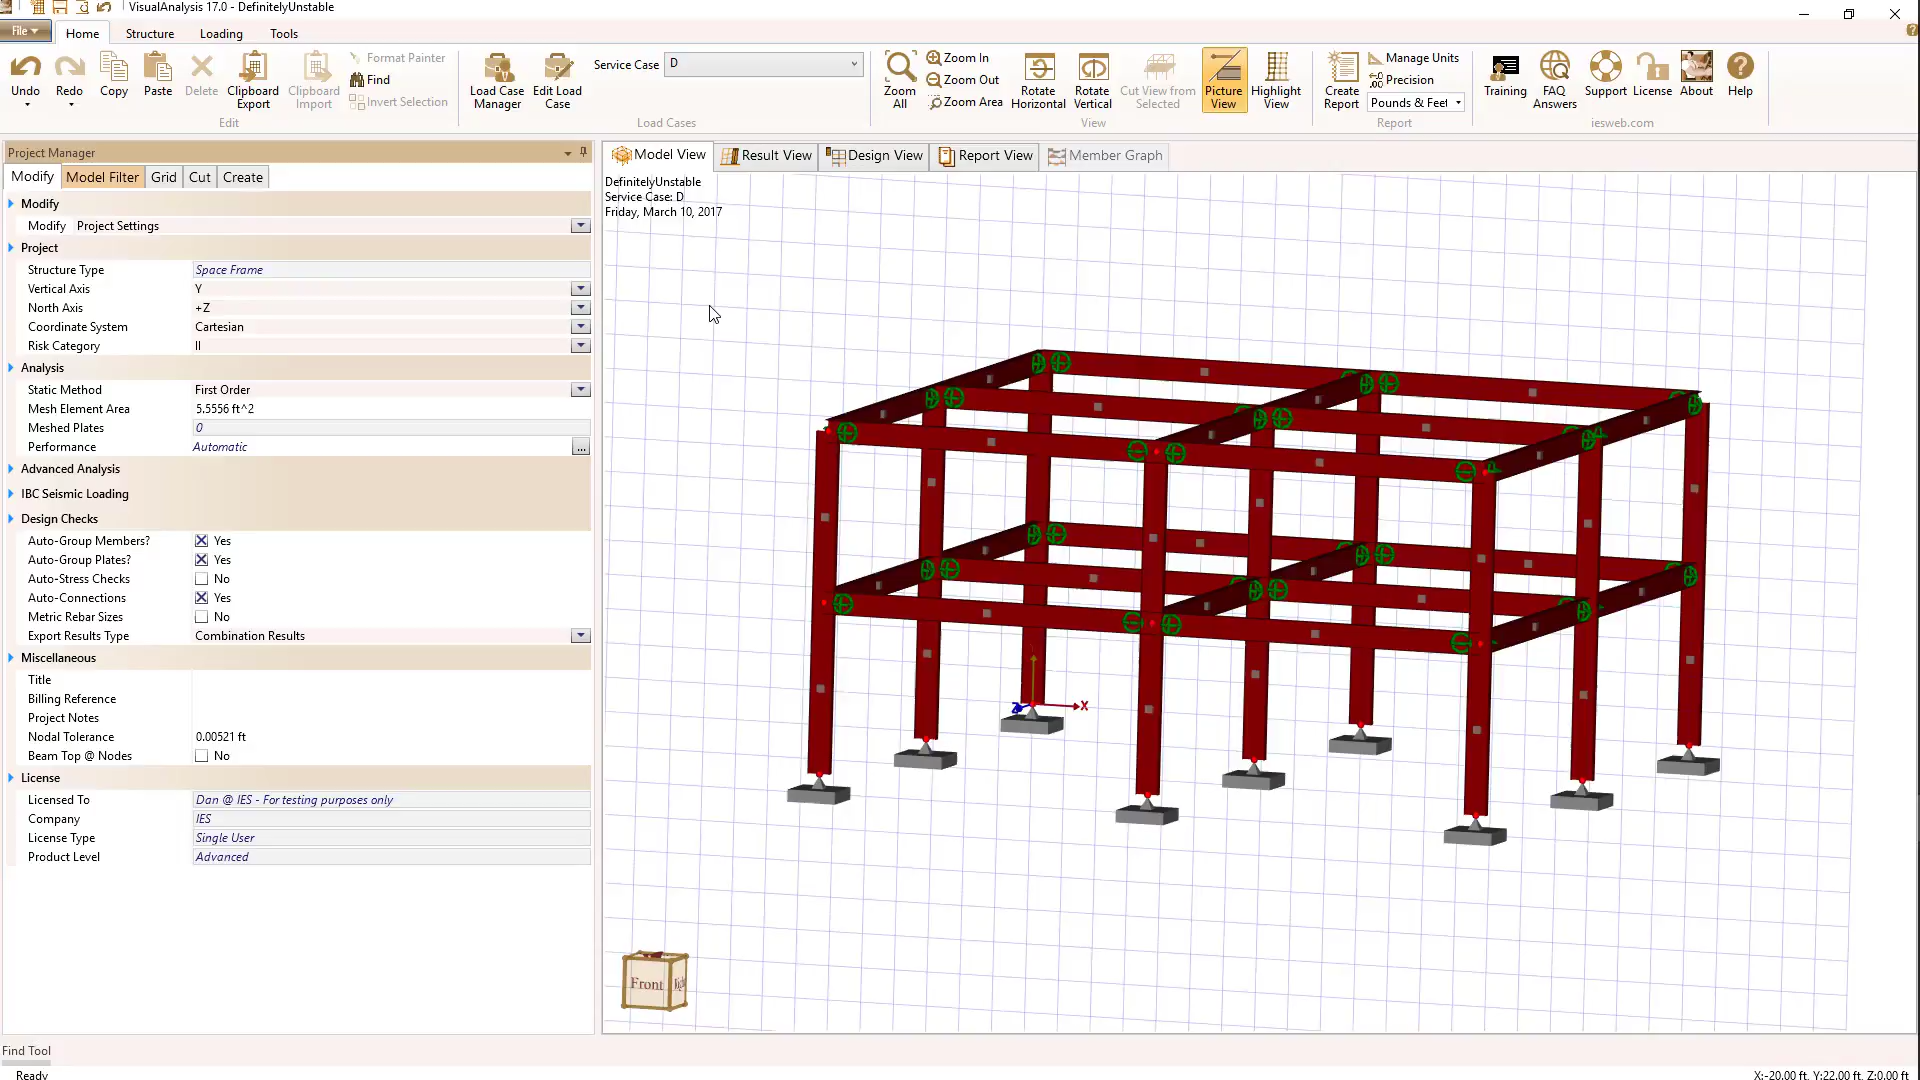 VisualAnalysis 17.0 - DefinitelyUnstable
File Home Structure Loading Tools
Undo Redo Copy Paste Delete Clipboard Export Clipboard Import
Format Painter
Find
Invert Selection
Edit
Load Case Manager Edit Load Case
Service Case D
Load Cases
Zoom All
Zoom In
Zoom Out
Zoom Area
Rotate Horizontal Rotate Vertical Cut View from Selected Picture View Highlight View
View
Create Report
Manage Units
Precision
Pounds & Feet
Report
Training FAQ Answers Support License About Help
iesweb.com
Project Manager
Modify Model Filter Grid Cut Create
Modify
Modify Project Settings
Project
Structure Type Space Frame
Vertical Axis Y
North Axis +Z
Coordinate System Cartesian
Risk Category II
Analysis
Static Method First Order
Mesh Element Area 5.5556 ft^2
Meshed Plates 0
Performance Automatic ...
Advanced Analysis
IBC Seismic Loading
Design Checks
Auto-Group Members? Yes
Auto-Group Plates? Yes
Auto-Stress Checks No
Auto-Connections Yes
Metric Rebar Sizes No
Export Results Type Combination Results
Miscellaneous
Title
Billing Reference
Project Notes
Nodal Tolerance 0.00521 ft
Beam Top @ Nodes No
License
Licensed To Dan @ IES - For testing purposes only
Company IES
License Type Single User
Product Level Advanced
Model View Result View Design View Report View Member Graph
DefinitelyUnstable
Service Case: D
Friday, March 10, 2017
Z X
Front Right
Find Tool
Ready
X:-20.00 ft, Y:22.00 ft, Z:0.00 ft